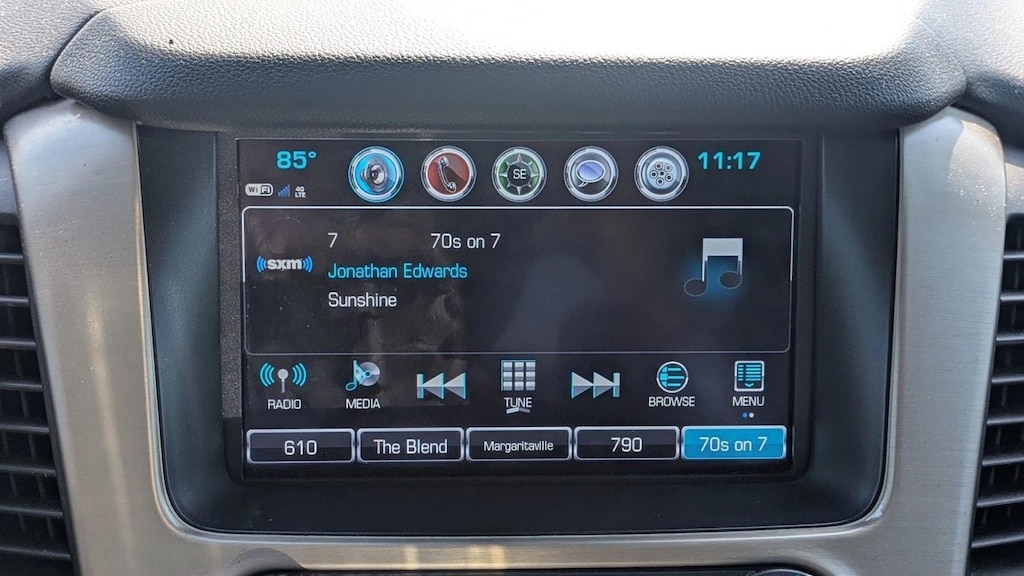 85° SE 11:17
WiFi 4G
LTE
7 70s on 7
sxm
Jonathan Edwards
Sunshine
RADIO MEDIA TUNE BROWSE MENU
610 The Blend Margaritaville 790 70s on 7